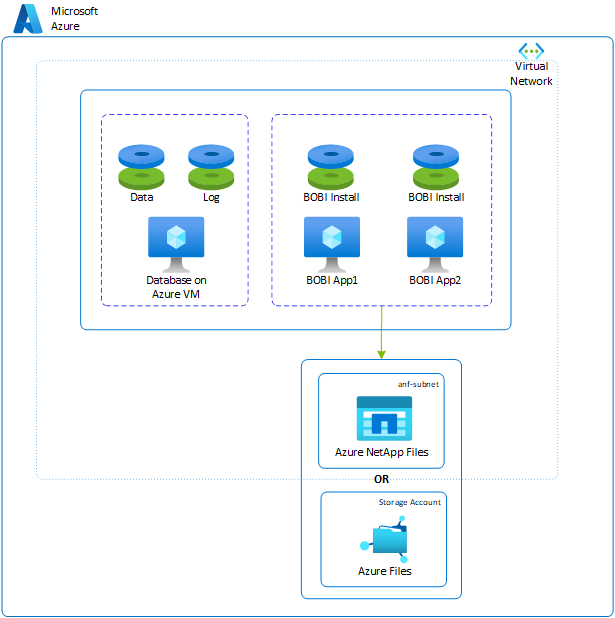 Microsoft
Azure
Virtual
Network
Data
Log
BOBI Install
BOBI Install
Database on
Azure VM
BOBI App1
BOBI App2
anf-subnet
Azure NetApp Files
OR
Storage Account
Azure Files